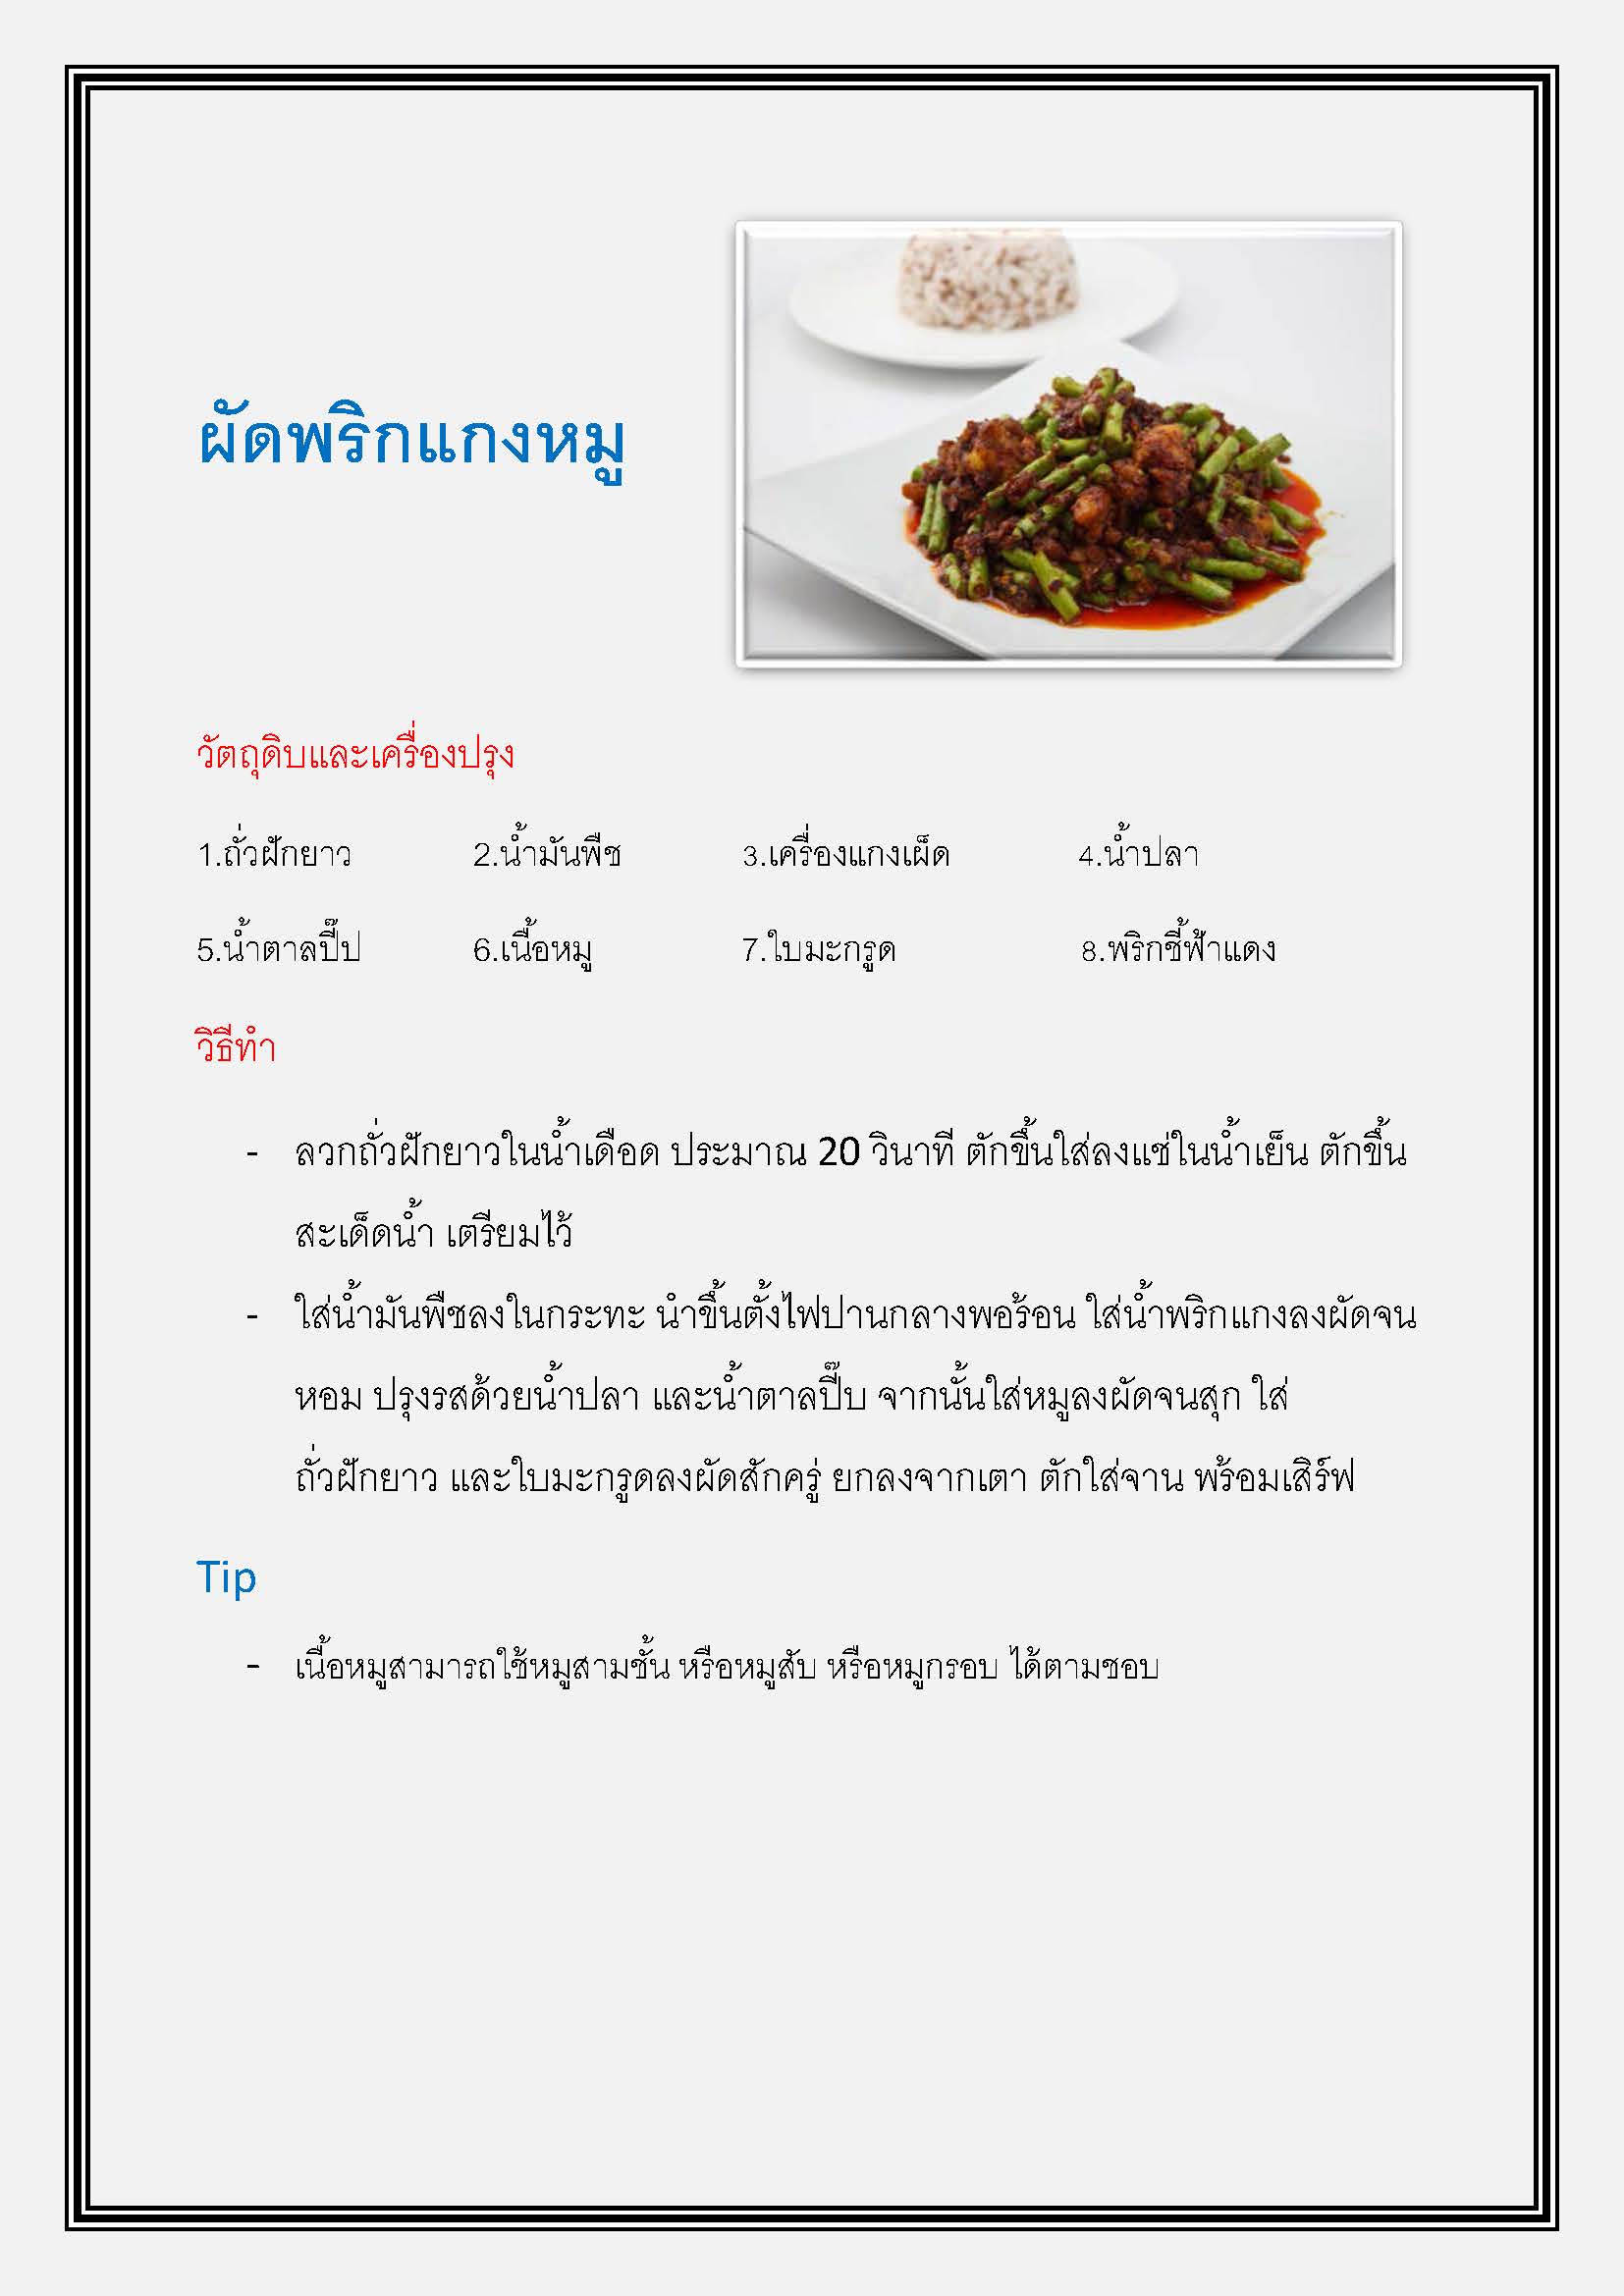 ผัดพริกแกงหมู
วัตถุดิบและเครื่องปรุง
1.ถั่วฝักยาว 2.น้ำมันพืช 3.เครื่องแกงเผ็ด 4.น้ำปลา
5.น้ำตาลปี๊ป 6.เนื้อหมู 7.ใบมะกรูด 8.พริกชี้ฟ้าแดง
วิธีทำ
- ลวกถั่วฝักยาวในน้ำเดือด ประมาณ 20 วินาที ตักขึ้นใส่ลงแช่ในน้ำเย็น ตักขึ้น
สะเด็ดน้ำ เตรียมไว้
- ใส่น้ำมันพืชลงในกระทะ นำขึ้นตั้งไฟปานกลางพอร้อน ใส่น้ำพริกแกงลงผัดจน
หอม ปรุงรสด้วยน้ำปลา และน้ำตาลปี๊บ จากนั้นใส่หมูลงผัดจนสุก ใส่
ถั่วฝักยาว และใบมะกรูดลงผัดสักครู่ ยกลงจากเตา ตักใส่จาน พร้อมเสิร์ฟ
Tip
- เนื้อหมูสามารถใช้หมูสามชั้น หรือหมูสับ หรือหมูกรอบ ได้ตามชอบ